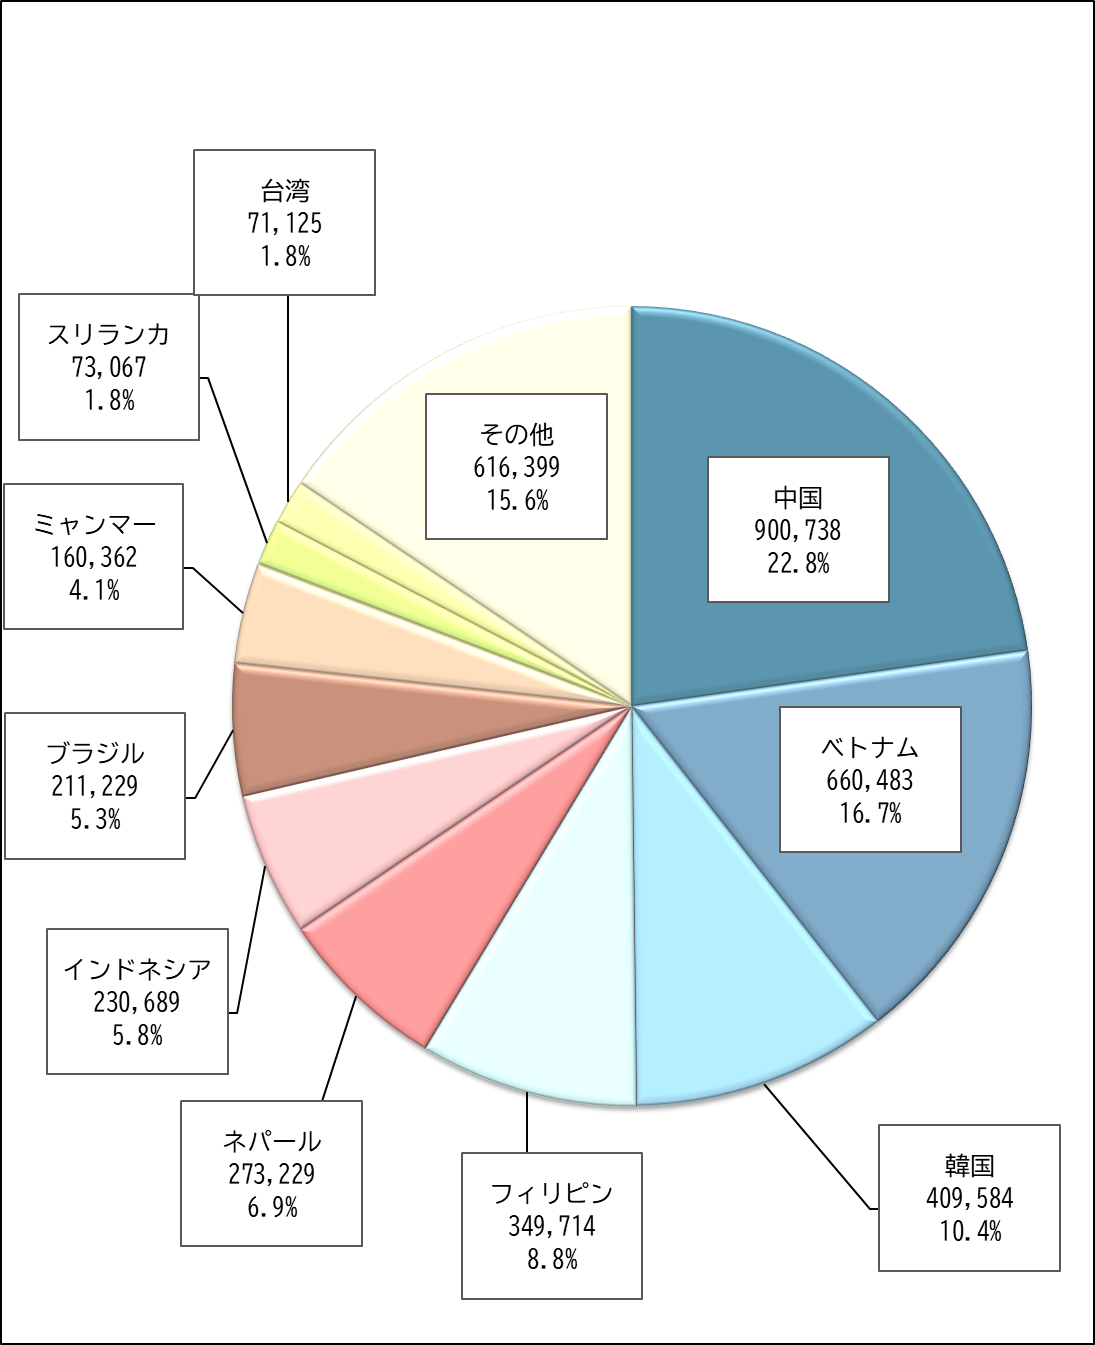 台湾
71,125
1.8%
スリランカ
73,067
1.8%
その他
616,399
15.6%
中国
900,738
22.8%
ミャンマー
160,362
4.1%
ベトナム
660,483
16.7%
ブラジル
211,229
5.3%
インドネシア
230,689
5.8%
ネパール
273,229
6.9%
フィリピン
349,714
8.8%
韓国
409,584
10.4%